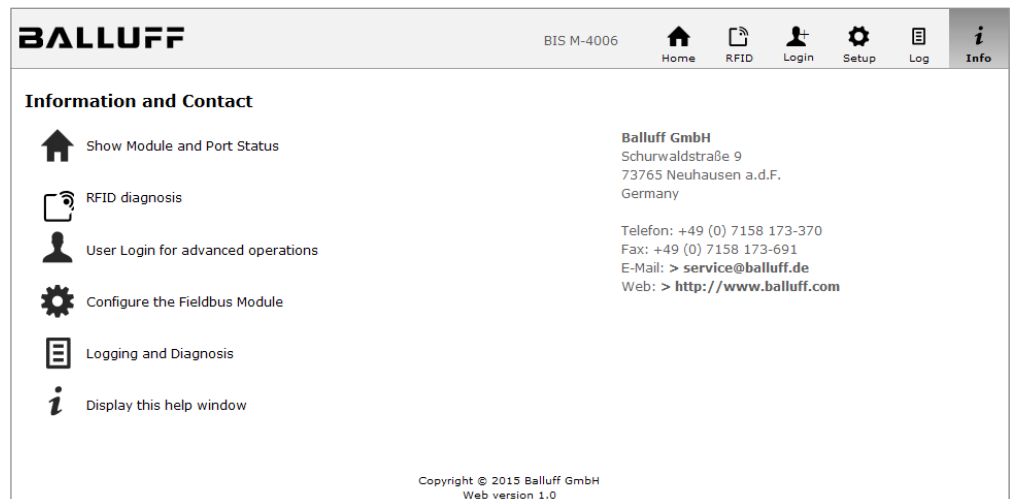 BALLUFF
BIS M-4006
Home
RFID
Login
Setup
Log
Info
Information and Contact
Show Module and Port Status
RFID diagnosis
User Login for advanced operations
Configure the Fieldbus Module
Logging and Diagnosis
Display this help window
Balluff GmbH
Schurwaldstraße 9
73765 Neuhausen a.d.F.
Germany
Telefon: +49 (0) 7158 173-370
Fax: +49 (0) 7158 173-691
E-Mail: > service@balluff.de
Web: > http://www.balluff.com
Copyright © 2015 Balluff GmbH
Web version 1.0